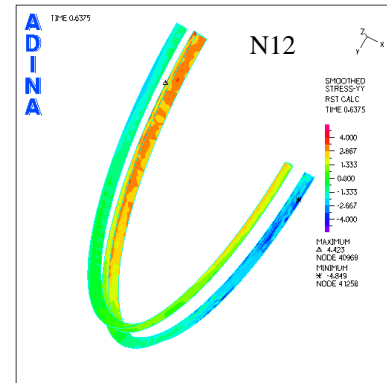 ADINA
TIME 0.6375
N12
Z
X
Y
SMOOTHED
STRESS-YY
RST CALC
TIME 0.6375
4.000
2.667
1.333
0.000
-1.333
-2.667
-4.000
MAXIMUM
Δ 4.423
NODE 40969
MINIMUM
* -4.849
NODE 41258